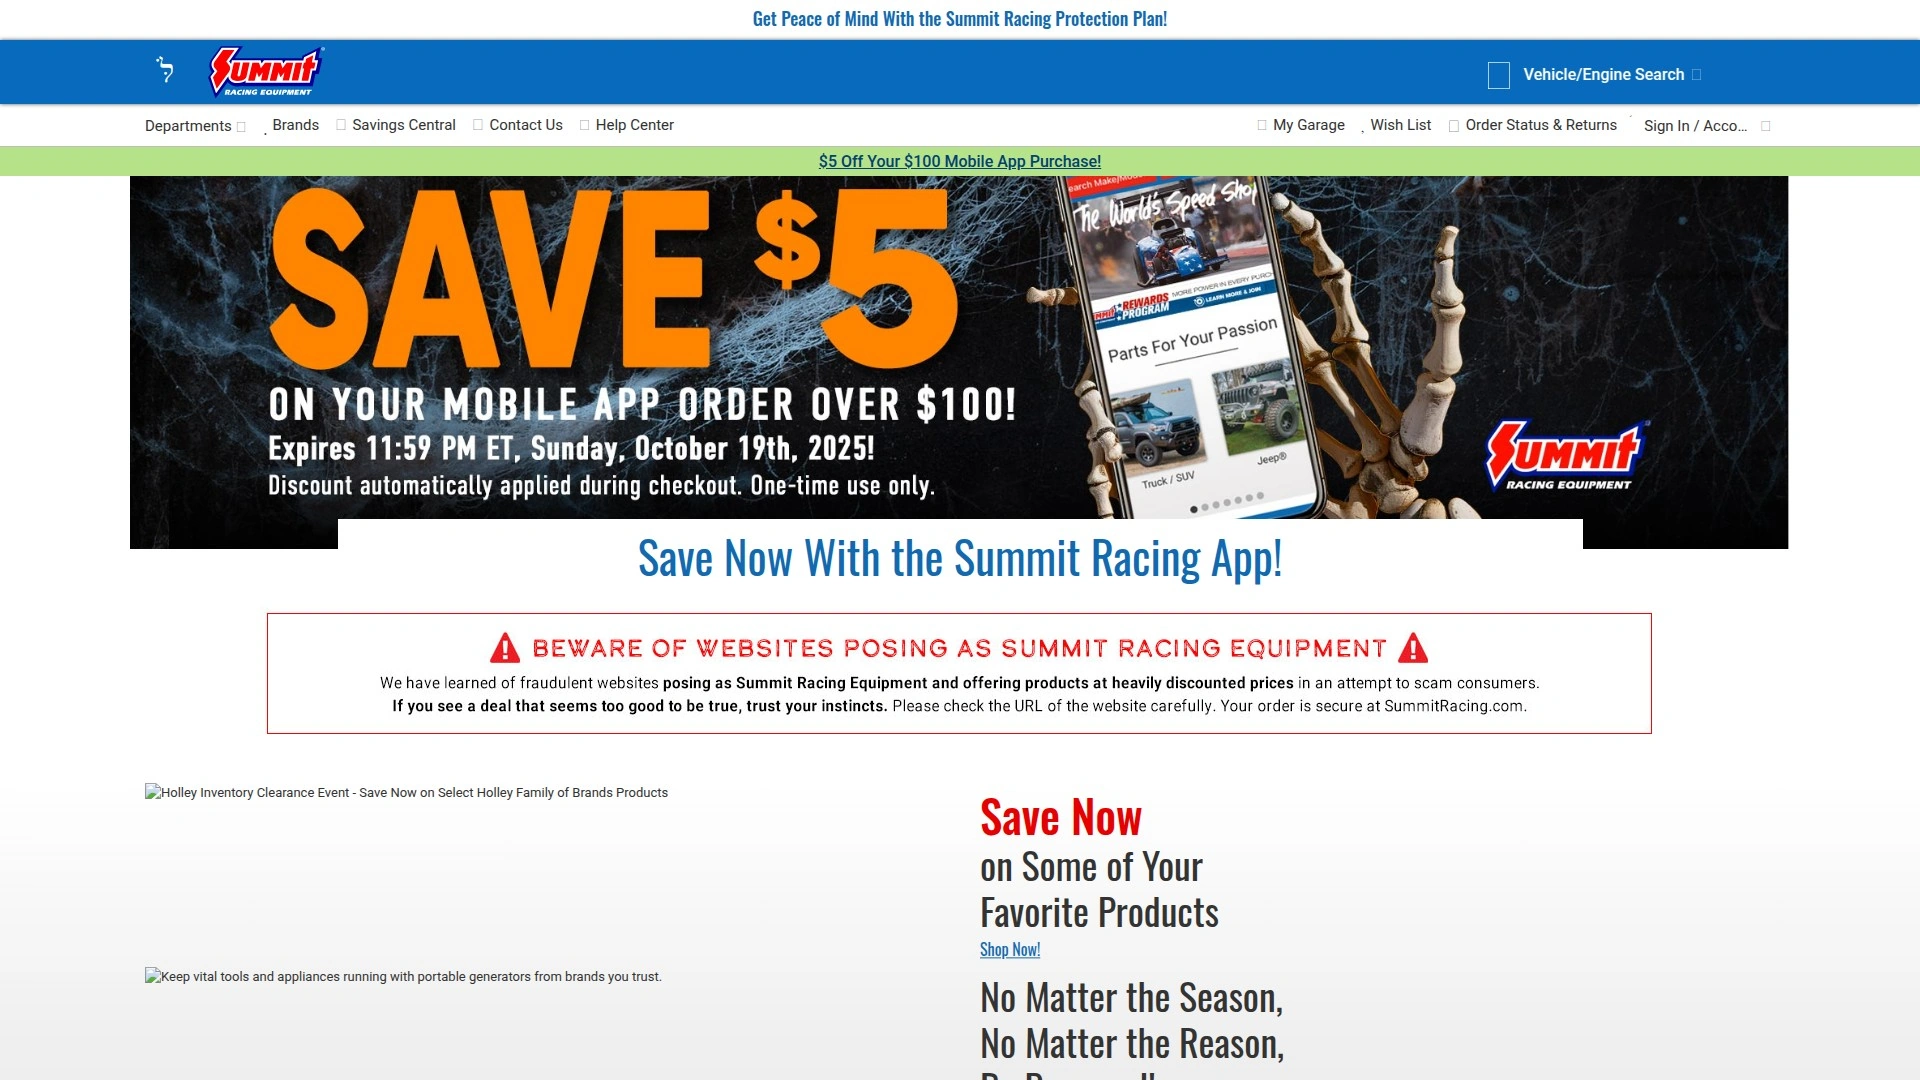 Get Peace of Mind With the Summit Racing Protection Plan!
SUMMIT
RACING EQUIPMENT
Vehicle/Engine Search
Departments
Brands
Savings Central
Contact Us
Help Center
My Garage
Wish List
Order Status & Returns
Sign In / Acco...
$5 Off Your $100 Mobile App Purchase!
SAVE $5
ON YOUR MOBILE APP ORDER OVER $100!
Expires 11:59 PM ET, Sunday, October 19th, 2025!
Discount automatically applied during checkout. One-time use only.
The World's Speed Shop
REWARDS
PROGRAM
MORE POWER IN EVERY PURCH
LEARN MORE & JOIN
Parts For Your Passion
Truck / SUV
Jeep®
SUMMIT
RACING EQUIPMENT
Save Now With the Summit Racing App!
BEWARE OF WEBSITES POSING AS SUMMIT RACING EQUIPMENT
We have learned of fraudulent websites posing as Summit Racing Equipment and offering products at heavily discounted prices in an attempt to scam consumers.
If you see a deal that seems too good to be true, trust your instincts. Please check the URL of the website carefully. Your order is secure at SummitRacing.com.
Holley Inventory Clearance Event - Save Now on Select Holley Family of Brands Products
Save Now
on Some of Your
Favorite Products
Shop Now!
Keep vital tools and appliances running with portable generators from brands you trust.
No Matter the Season,
No Matter the Reason,